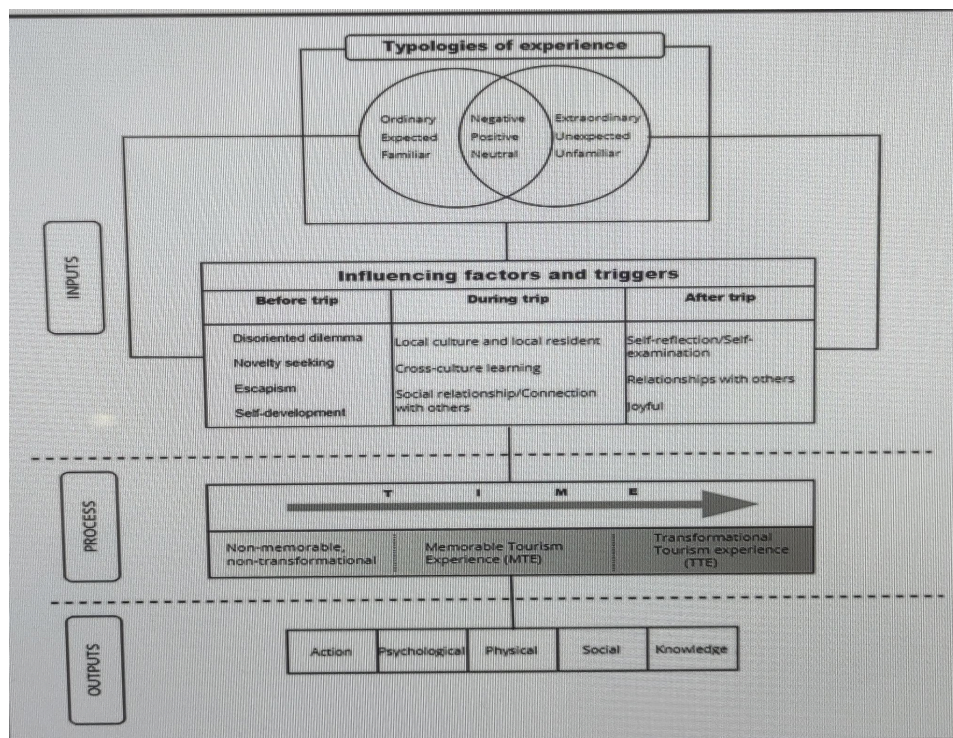 Typologies of experience
Ordinary
Expected
Familiar
Negative
Positive
Neutral
Extraordinary
Unexpected
Unfamiliar
INPUTS
Influencing factors and triggers
Before trip
During trip
After trip
Disoriented dilemma
Novelty seeking
Escapism
Self-development
Local culture and local resident
Cross-culture learning
Social relationship/Connection
with others
Self-reflection/Self-
examination
Relationships with others
Joyful
PROCESS
T I M E
Non-memorable,
non-transformational
Memorable Tourism
Experience (MTE)
Transformational
Tourism experience
(TTE)
OUTPUTS
Action
Psychological
Physical
Social
Knowledge